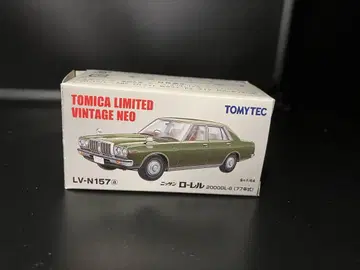 TOMICA LIMITED
VINTAGE NEO
TOMYTEC
LV-N157a
ニッサン ローレル 2000GL-6 (77年式)